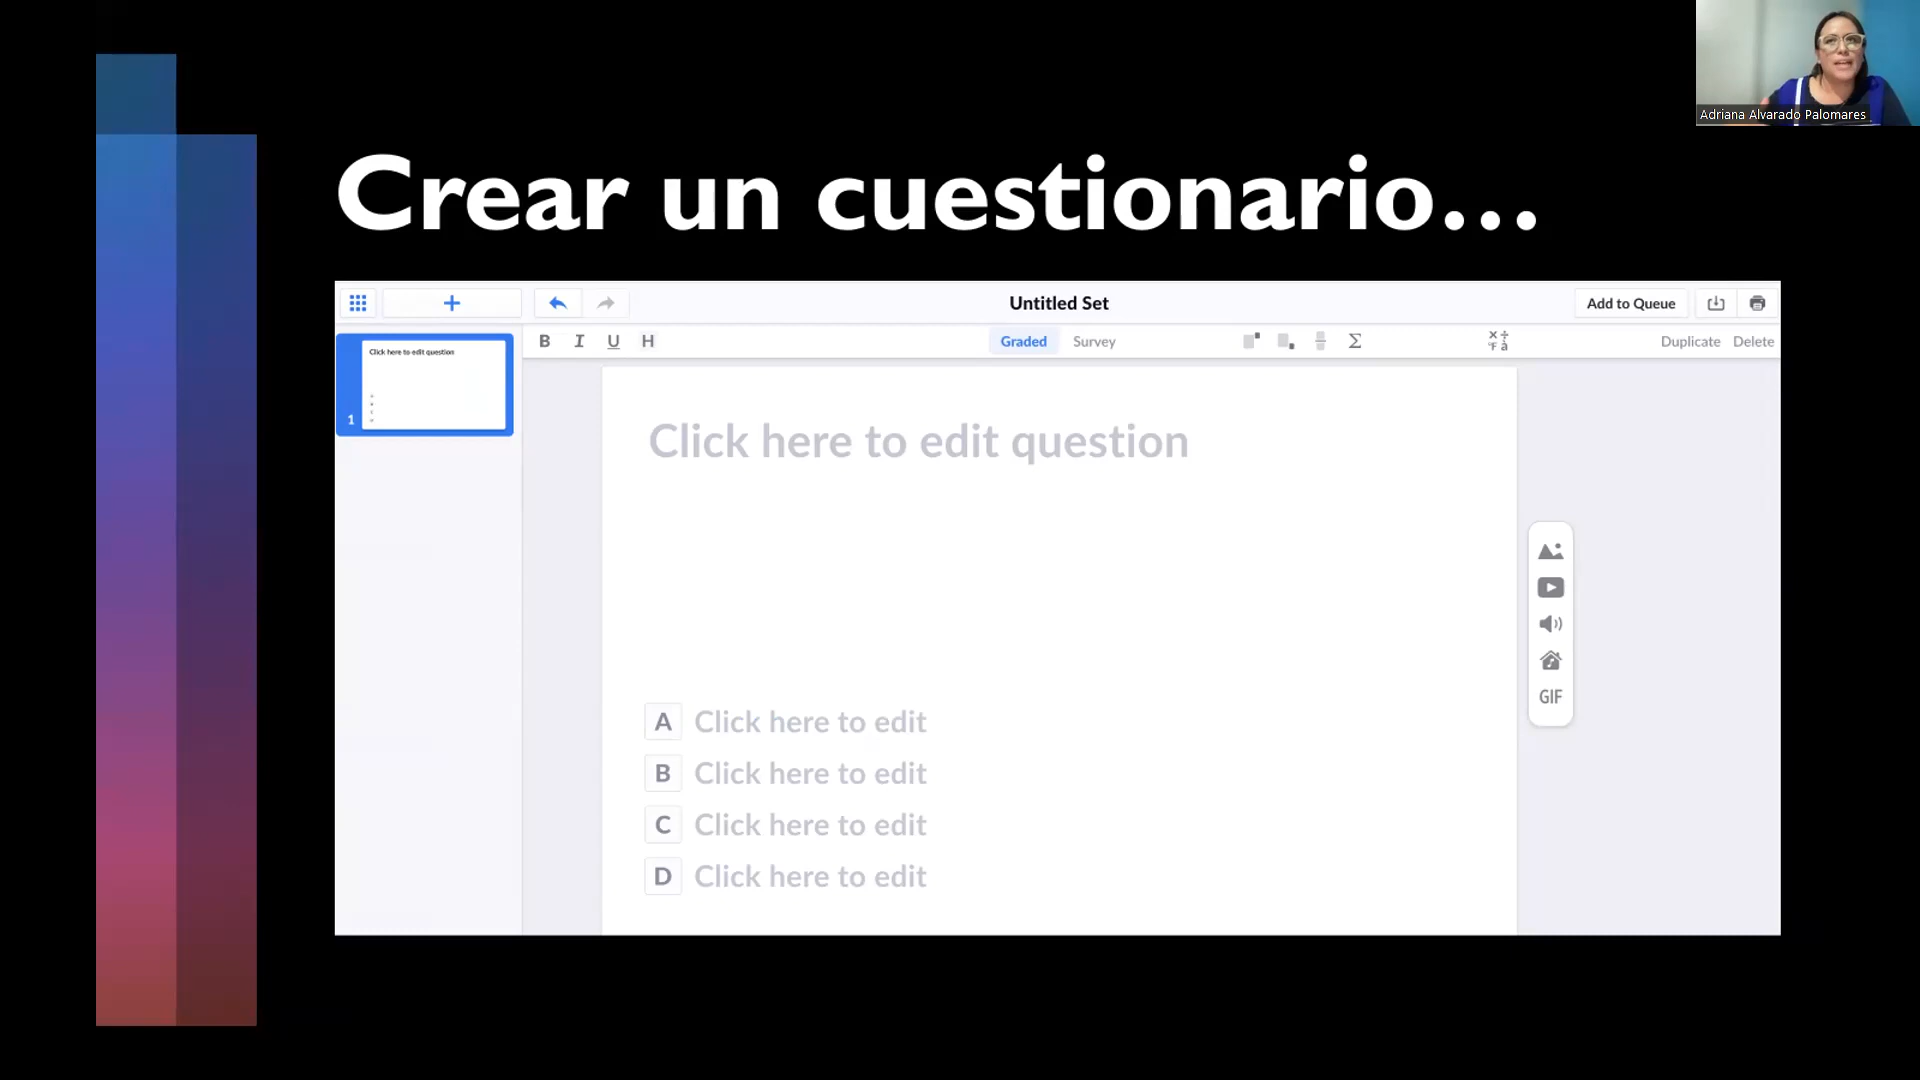 Adriana Alvarado Palomares
Crear un cuestionario...
Untitled Set
Add to Queue
B I U H
Graded Survey
Duplicate Delete
Click here to edit question
1
Click here to edit question
GIF
A Click here to edit
B Click here to edit
C Click here to edit
D Click here to edit